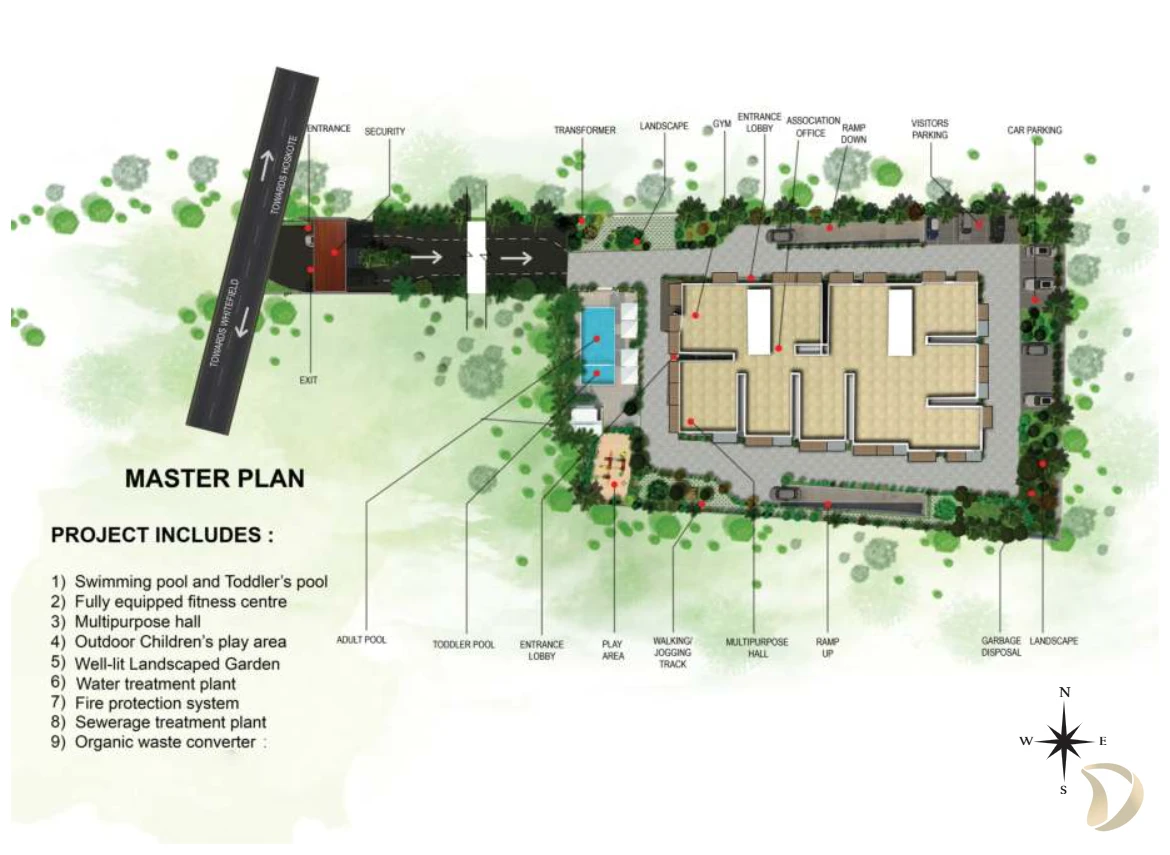 ENTRANCE
SECURITY
TRANSFORMER
LANDSCAPE
GYM
ENTRANCE
LOBBY
ASSOCIATION
OFFICE
RAMP
DOWN
VISITORS
PARKING
CAR PARKING
TOWARDS HOSKOTE
TOWARDS WHITEFIELD
EXIT
MASTER PLAN
PROJECT INCLUDES :
1) Swimming pool and Toddler's pool
2) Fully equipped fitness centre
3) Multipurpose hall
4) Outdoor Children's play area
5) Well-lit Landscaped Garden
6) Water treatment plant
7) Fire protection system
8) Sewerage treatment plant
9) Organic waste converter :
ADULT POOL
TODDLER POOL
ENTRANCE
LOBBY
PLAY
AREA
WALKING/
JOGGING
TRACK
MULTIPURPOSE
HALL
RAMP
UP
GARBAGE
DISPOSAL
LANDSCAPE
N
W E
S